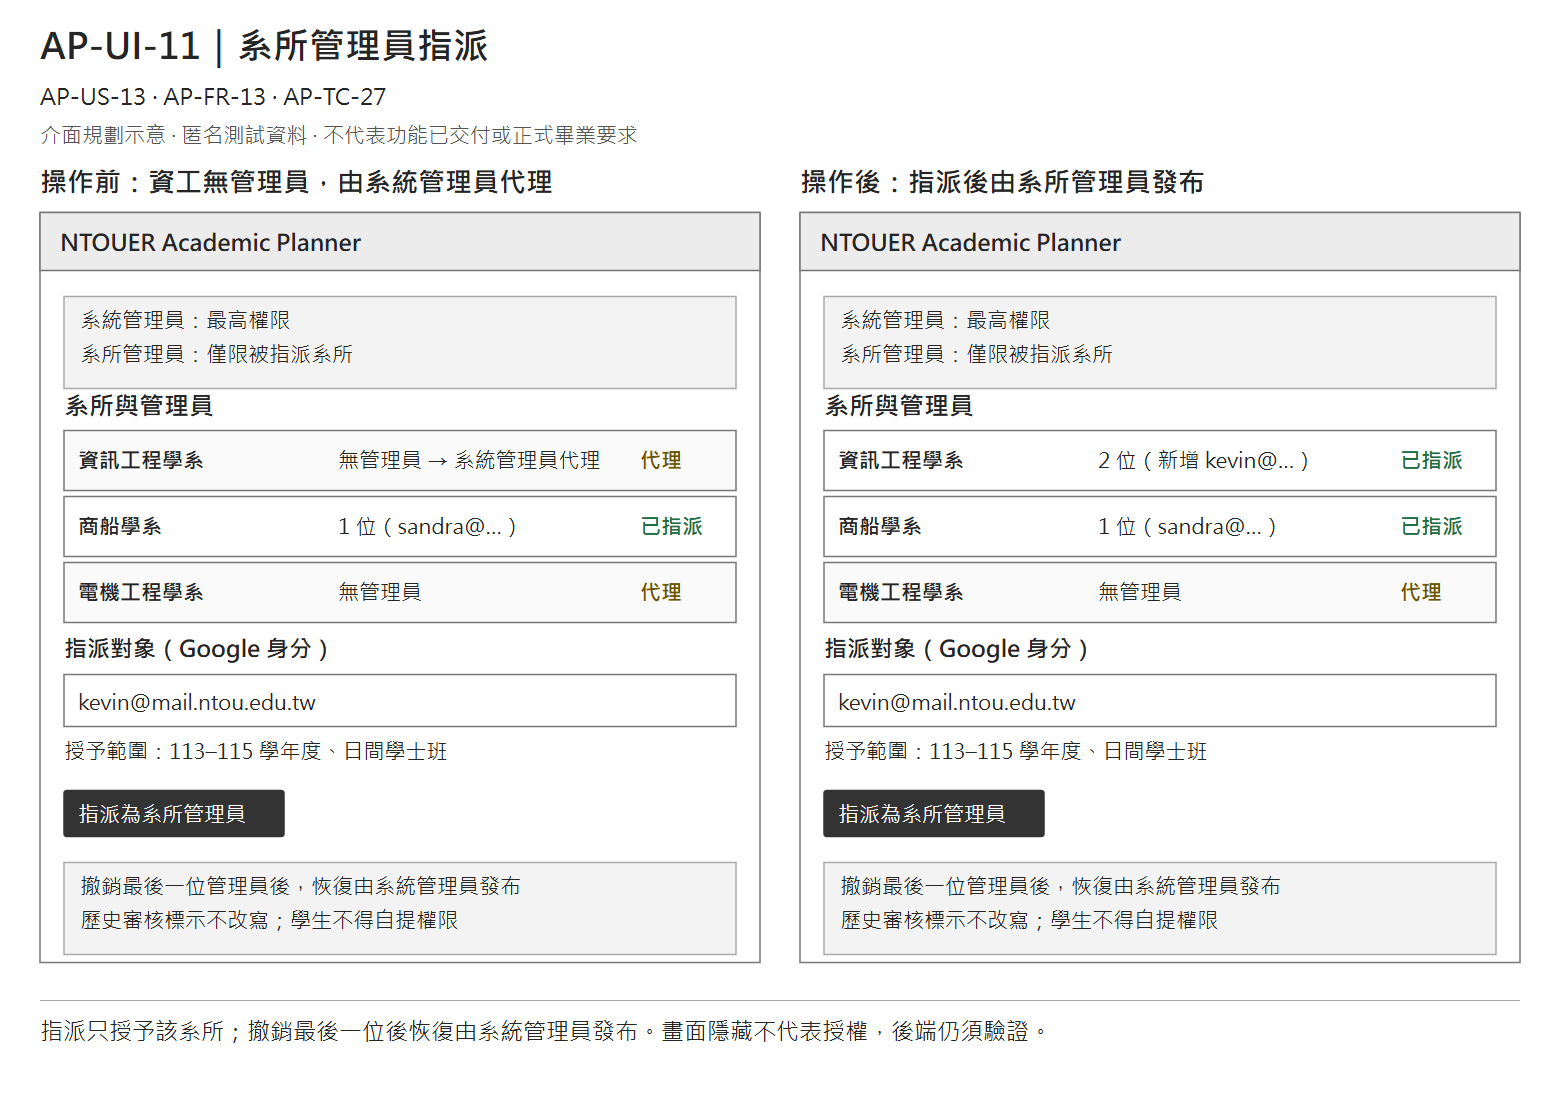 AP-UI-11｜系所管理員指派
AP-US-13 · AP-FR-13 · AP-TC-27
介面規劃示意 · 匿名測試資料 · 不代表功能已交付或正式畢業要求
操作前：資工無管理員，由系統管理員代理
NTOUER Academic Planner
系統管理員：最高權限
系所管理員：僅限被指派系所
系所與管理員
資訊工程學系 無管理員 → 系統管理員代理 代理
商船學系 1 位（sandra@…） 已指派
電機工程學系 無管理員 代理
指派對象（Google 身分）
kevin@mail.ntou.edu.tw
授予範圍：113–115 學年度、日間學士班
指派為系所管理員
撤銷最後一位管理員後，恢復由系統管理員發布
歷史審核標示不改寫；學生不得自提權限
操作後：指派後由系所管理員發布
NTOUER Academic Planner
系統管理員：最高權限
系所管理員：僅限被指派系所
系所與管理員
資訊工程學系 2 位（新增 kevin@…） 已指派
商船學系 1 位（sandra@…） 已指派
電機工程學系 無管理員 代理
指派對象（Google 身分）
kevin@mail.ntou.edu.tw
授予範圍：113–115 學年度、日間學士班
指派為系所管理員
撤銷最後一位管理員後，恢復由系統管理員發布
歷史審核標示不改寫；學生不得自提權限
指派只授予該系所；撤銷最後一位後恢復由系統管理員發布。畫面隱藏不代表授權，後端仍須驗證。